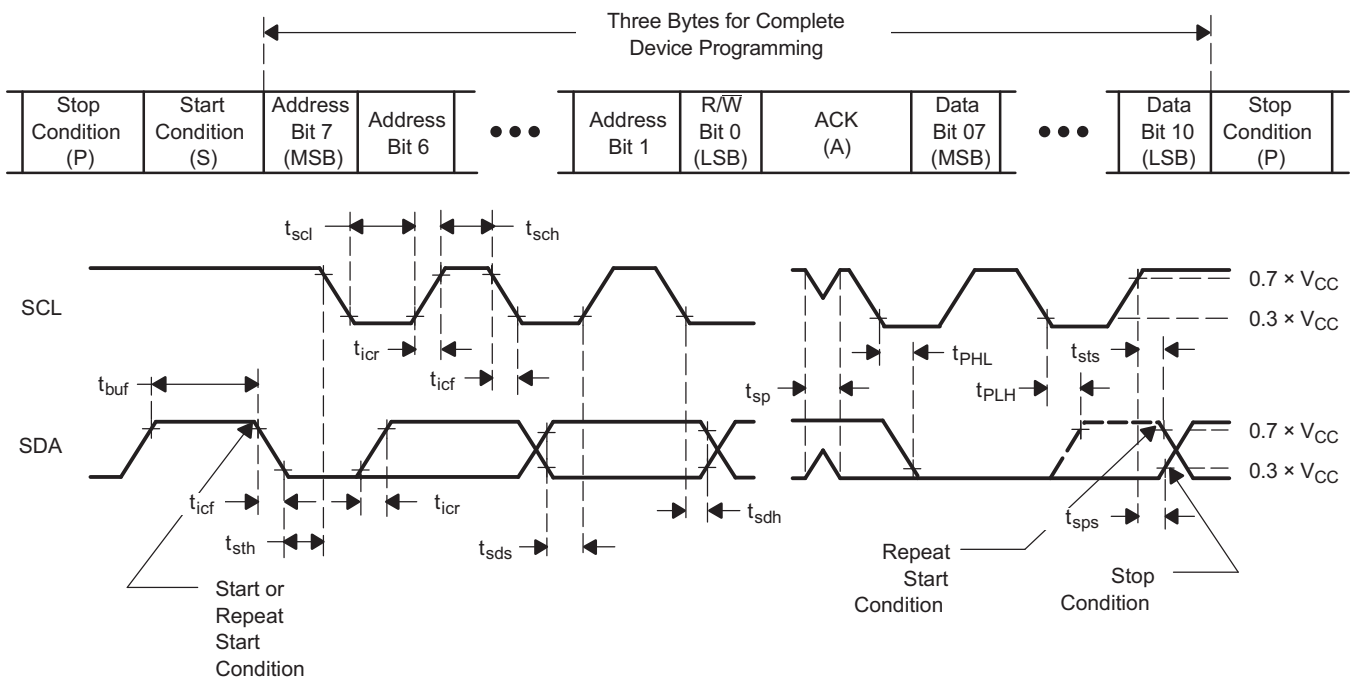 Three Bytes for Complete
Device Programming
Stop
Condition
(P)
Start
Condition
(S)
Address
Bit 7
(MSB)
Address
Bit 6
•••
Address
Bit 1
R/W̅
Bit 0
(LSB)
ACK
(A)
Data
Bit 07
(MSB)
•••
Data
Bit 10
(LSB)
Stop
Condition
(P)
tscl
tsch
SCL
0.7 × VCC
0.3 × VCC
ticr
ticf
tPHL
tsts
tbuf
tsp
tPLH
SDA
0.7 × VCC
0.3 × VCC
ticf
ticr
tsdh
tsth
tsds
tsps
Start or
Repeat
Start
Condition
Repeat
Start
Condition
Stop
Condition